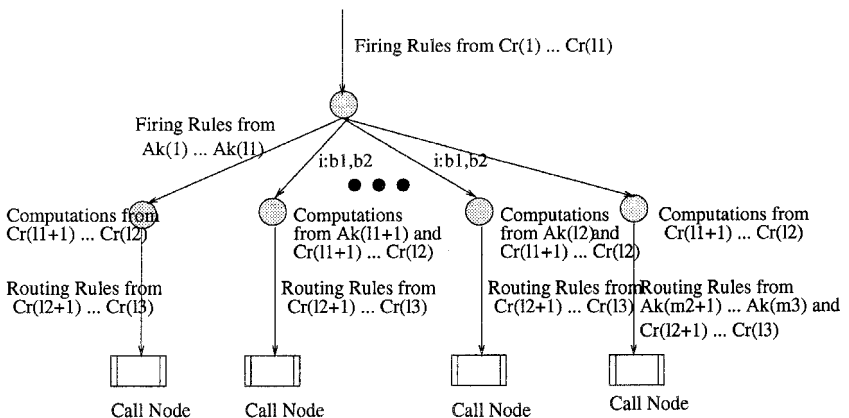 Firing Rules from Cr(1) ... Cr(l1)
Firing Rules from
Ak(1) ... Ak(l1)
i:b1,b2
i:b1,b2
Computations from
Cr(l1+1) ... Cr(l2)
Computations
from Ak(l1+1) and
Cr(l1+1) ... Cr(l2)
Computations
from Ak(l2)and
Cr(l1+1) ... Cr(l2)
Computations from
Cr(l1+1) ... Cr(l2)
Routing Rules from
Cr(l2+1) ... Cr(l3)
Routing Rules from
Cr(l2+1) ... Cr(l3)
Routing Rules from
Cr(l2+1) ... Cr(l3)
Routing Rules from
Ak(m2+1) ... Ak(m3) and
Cr(l2+1) ... Cr(l3)
Call Node
Call Node
Call Node
Call Node